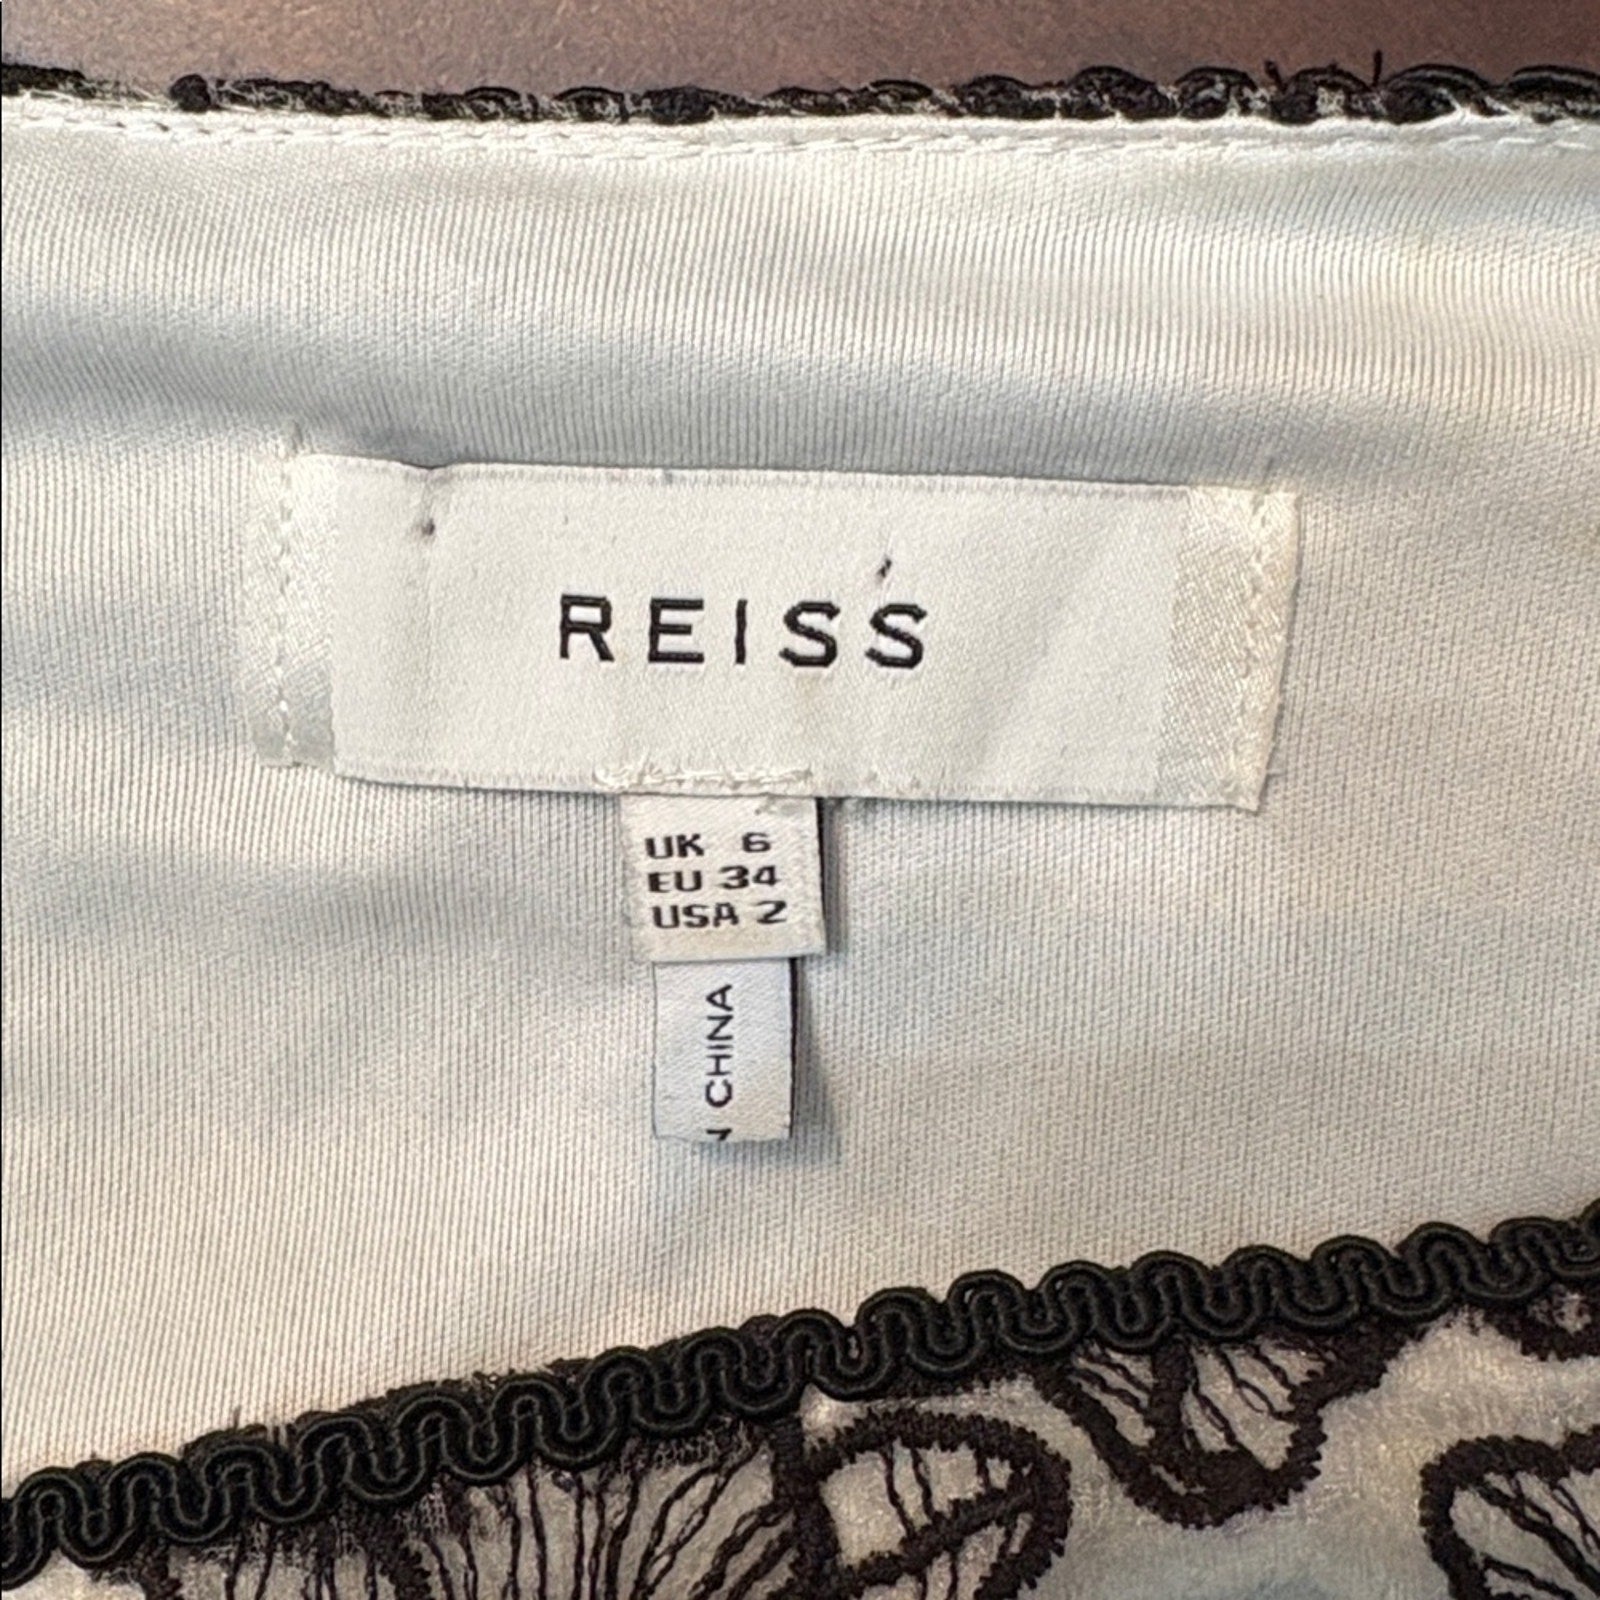 REISS
UK 6
EU 34
USA 2
N CHINA